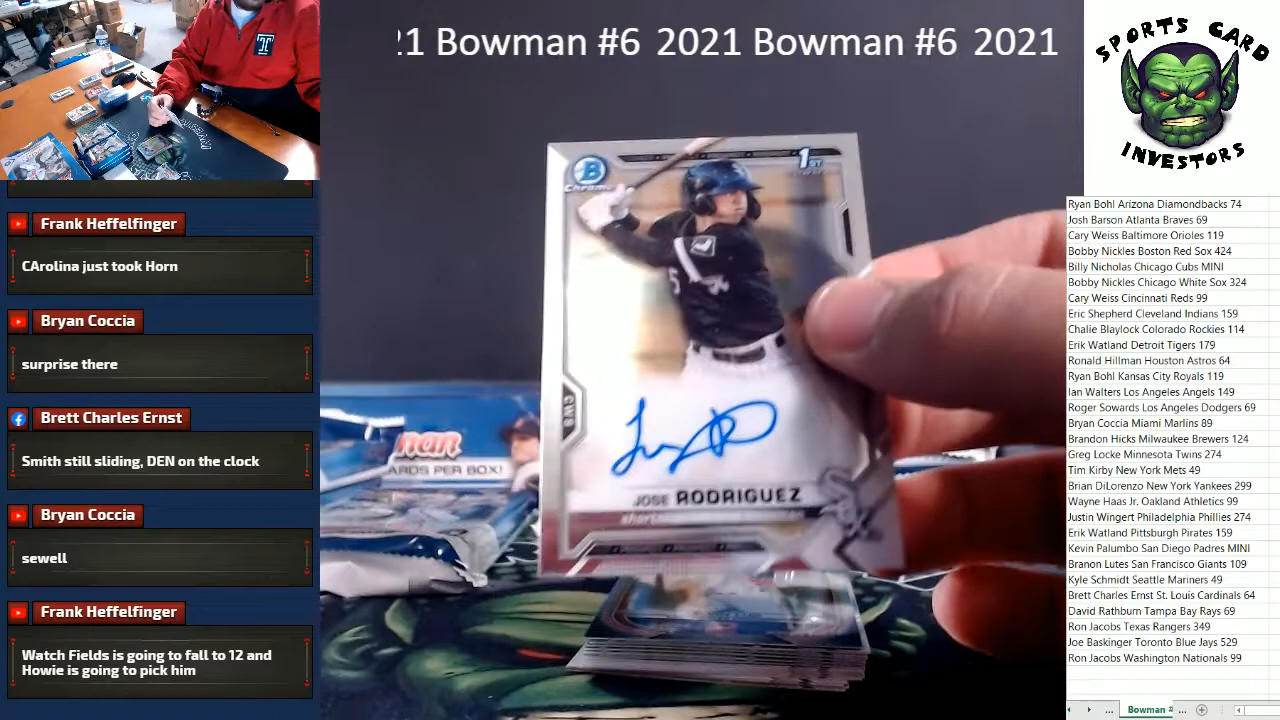 21 Bowman #6 2021 Bowman #6 2021
SPORTS CARD
INVESTORS
T
Frank Heffelfinger
CArolina just took Horn
Bryan Coccia
surprise there
Brett Charles Ernst
Smith still sliding, DEN on the clock
Bryan Coccia
sewell
Frank Heffelfinger
Watch Fields is going to fall to 12 and
Howie is going to pick him
B
Chrome
1ST
CWS
JOSE RODRIGUEZ
CARDS PER BOX!
Ryan Bohl Arizona Diamondbacks 74
Josh Barson Atlanta Braves 69
Cary Weiss Baltimore Orioles 119
Bobby Nickles Boston Red Sox 424
Billy Nicholas Chicago Cubs MINI
Bobby Nickles Chicago White Sox 324
Cary Weiss Cincinnati Reds 99
Eric Shepherd Cleveland Indians 159
Chalie Blaylock Colorado Rockies 114
Erik Watland Detroit Tigers 179
Ronald Hillman Houston Astros 64
Ryan Bohl Kansas City Royals 119
Ian Walters Los Angeles Angels 149
Roger Sowards Los Angeles Dodgers 69
Bryan Coccia Miami Marlins 89
Brandon Hicks Milwaukee Brewers 124
Greg Locke Minnesota Twins 274
Tim Kirby New York Mets 49
Brian DiLorenzo New York Yankees 299
Wayne Haas Jr. Oakland Athletics 99
Justin Wingert Philadelphia Phillies 274
Erik Watland Pittsburgh Pirates 159
Kevin Palumbo San Diego Padres MINI
Branon Lutes San Francisco Giants 109
Kyle Schmidt Seattle Mariners 49
Brett Charles Ernst St. Louis Cardinals 64
David Rathburn Tampa Bay Rays 69
Ron Jacobs Texas Rangers 349
Joe Baskinger Toronto Blue Jays 529
Ron Jacobs Washington Nationals 99
... Bowman # ...